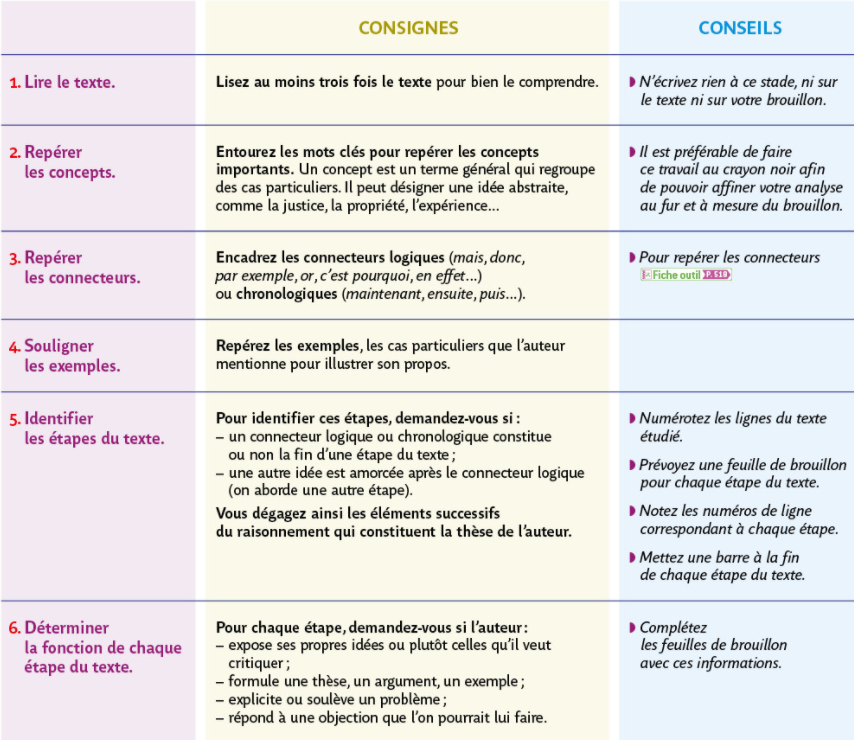 CONSIGNES
CONSEILS
1. Lire le texte.
Lisez au moins trois fois le texte pour bien le comprendre.
N'écrivez rien à ce stade, ni sur
le texte ni sur votre brouillon.
2. Repérer
les concepts.
Entourez les mots clés pour repérer les concepts
importants. Un concept est un terme général qui regroupe
des cas particuliers. Il peut désigner une idée abstraite,
comme la justice, la propriété, l'expérience...
Il est préférable de faire
ce travail au crayon noir afin
de pouvoir affiner votre analyse
au fur et à mesure du brouillon.
3. Repérer
les connecteurs.
Encadrez les connecteurs logiques (mais, donc,
par exemple, or, c'est pourquoi, en effet...)
ou chronologiques (maintenant, ensuite, puis...).
Pour repérer les connecteurs
Fiche outil P. 518
4. Souligner
les exemples.
Repérez les exemples, les cas particuliers que l'auteur
mentionne pour illustrer son propos.
5. Identifier
les étapes du texte.
Pour identifier ces étapes, demandez-vous si :
– un connecteur logique ou chronologique constitue
ou non la fin d'une étape du texte ;
– une autre idée est amorcée après le connecteur logique
(on aborde une autre étape).
Vous dégagez ainsi les éléments successifs
du raisonnement qui constituent la thèse de l'auteur.
Numérotez les lignes du texte
étudié.
Prévoyez une feuille de brouillon
pour chaque étape du texte.
Notez les numéros de ligne
correspondant à chaque étape.
Mettez une barre à la fin
de chaque étape du texte.
6. Déterminer
la fonction de chaque
étape du texte.
Pour chaque étape, demandez-vous si l'auteur :
– expose ses propres idées ou plutôt celles qu'il veut
critiquer ;
– formule une thèse, un argument, un exemple ;
– explicite ou soulève un problème ;
– répond à une objection que l'on pourrait lui faire.
Complétez
les feuilles de brouillon
avec ces informations.